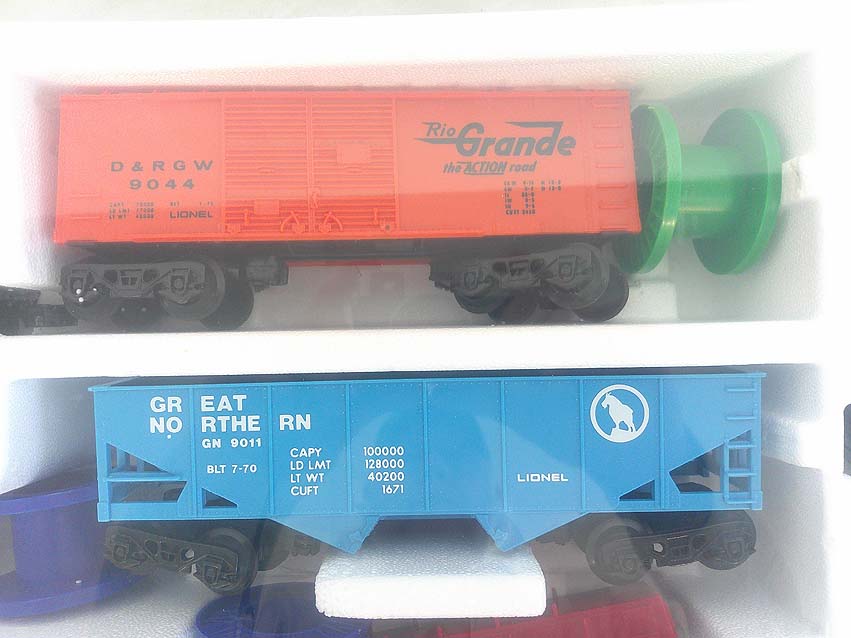 D & R G W
9044
LIONEL
Rio
Grande
the ACTION road
GR EAT
NO RTHE RN
GN 9011
BLT 7-70
CAPY 100000
LD LMT 128000
LT WT 40200
CUFT 1671
LIONEL